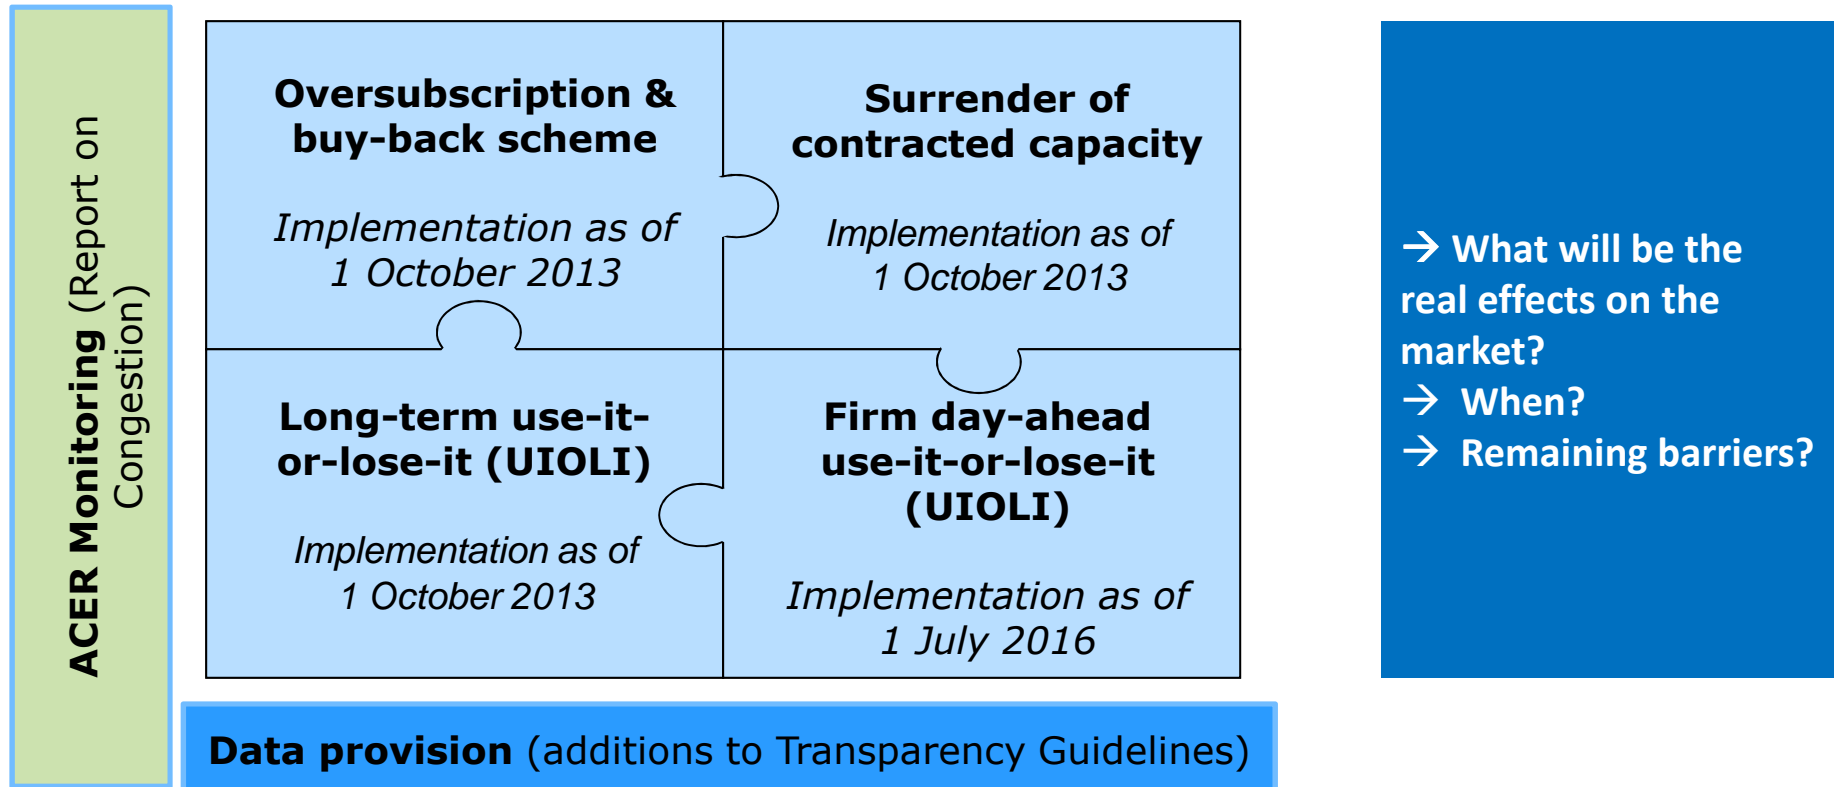 ACER Monitoring (Report on
Congestion)
Oversubscription &
buy-back scheme
Implementation as of
1 October 2013
Surrender of
contracted capacity
Implementation as of
1 October 2013
Long-term use-it-
or-lose-it (UIOLI)
Implementation as of
1 October 2013
Firm day-ahead
use-it-or-lose-it
(UIOLI)
Implementation as of
1 July 2016
Data provision (additions to Transparency Guidelines)
→ What will be the
real effects on the
market?
→ When?
→ Remaining barriers?